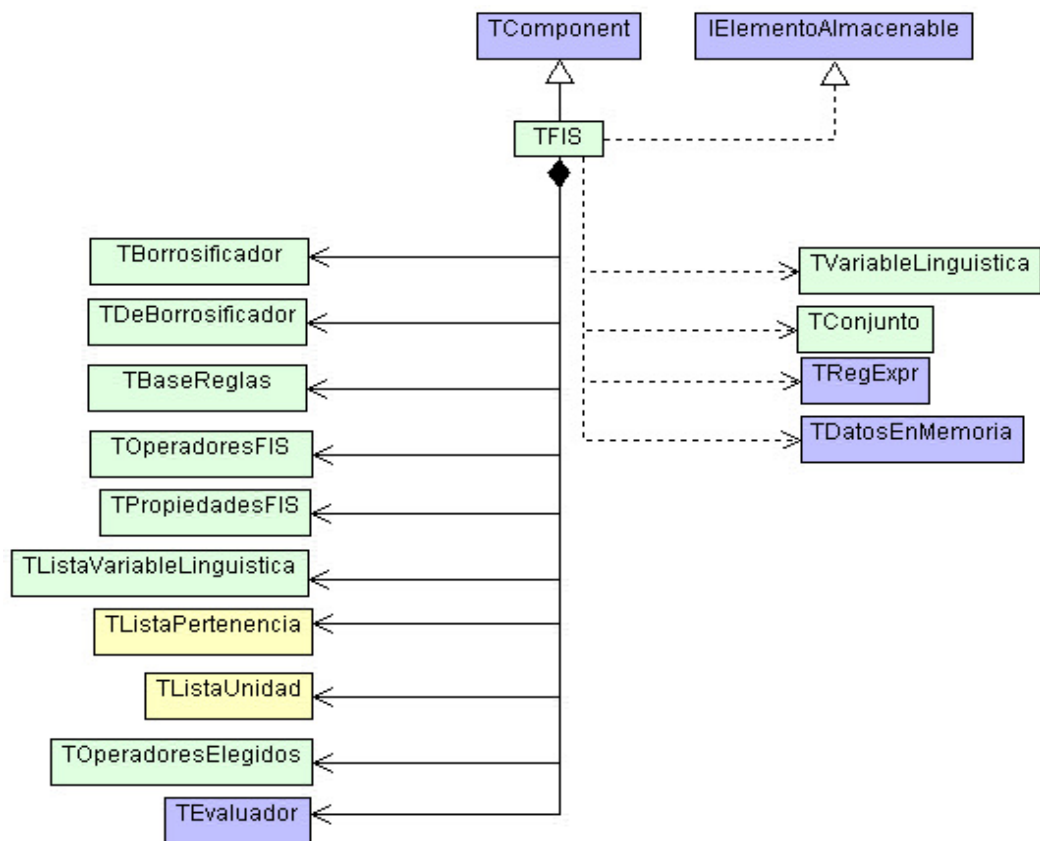 TComponent
IElementoAlmacenable
TFIS
TBorrosificador
TVariableLinguistica
TDeBorrosificador
TConjunto
TBaseReglas
TRegExpr
TOperadoresFIS
TDatosEnMemoria
TPropiedadesFIS
TListaVariableLinguistica
TListaPertenencia
TListaUnidad
TOperadoresElegidos
TEvaluador